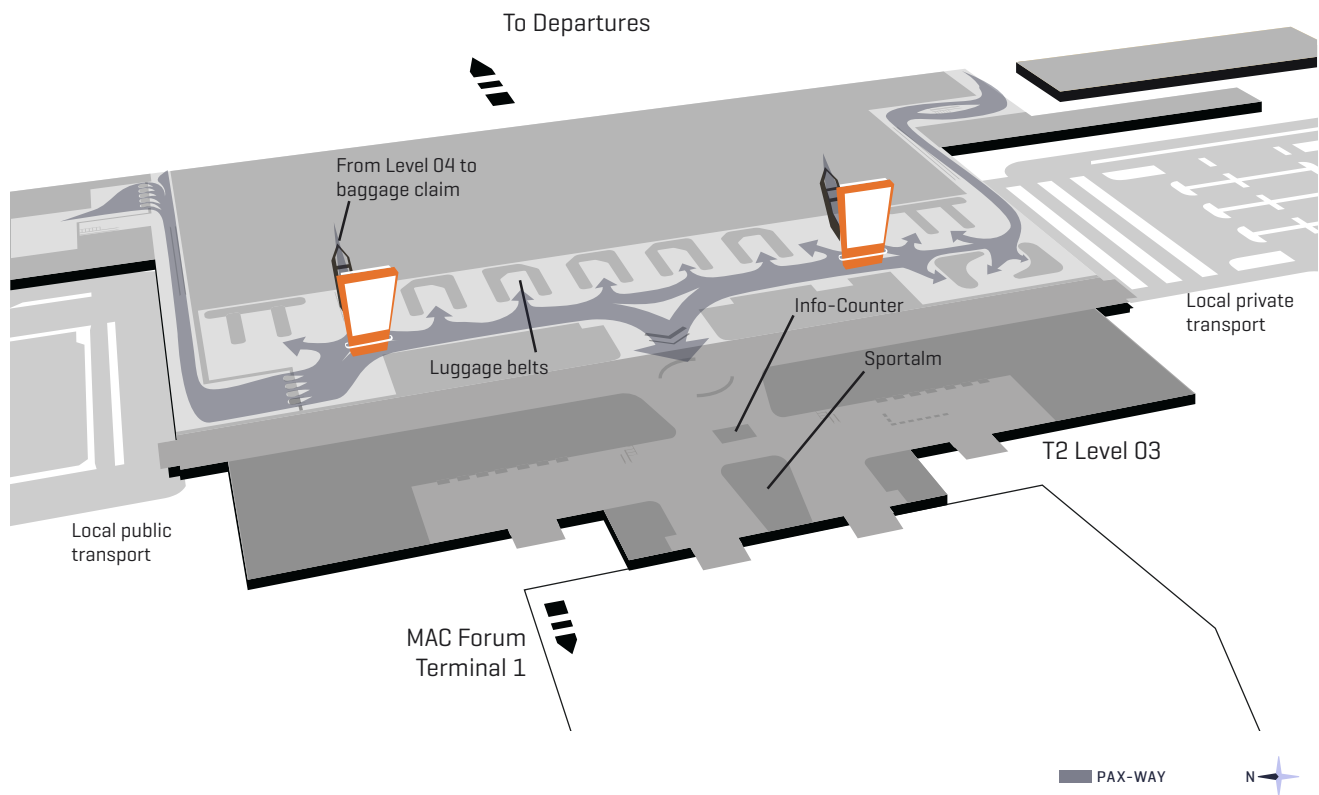 To Departures
From Level 04 to
baggage claim
Info-Counter
Local private
transport
Luggage belts
Sportalm
T2 Level 03
Local public
transport
MAC Forum
Terminal 1
PAX-WAY
N